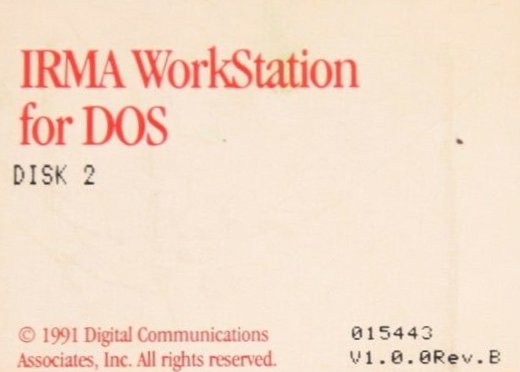 IRMA WorkStation
for DOS
DISK 2
© 1991 Digital Communications
Associates, Inc. All rights reserved.
015443
V1.0.0Rev.B